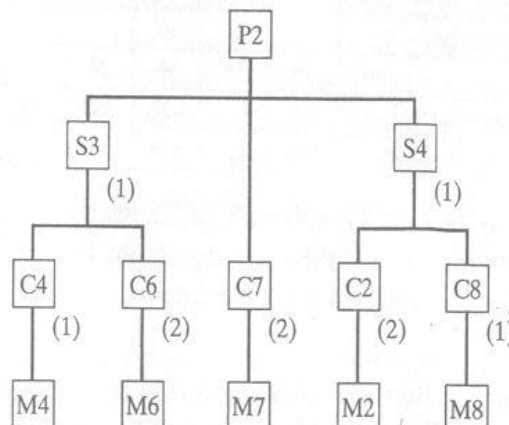 P2
S3 S4
(1) (1)
C4 C6 C7 C2 C8
(1) (2) (2) (2) (1)
M4 M6 M7 M2 M8